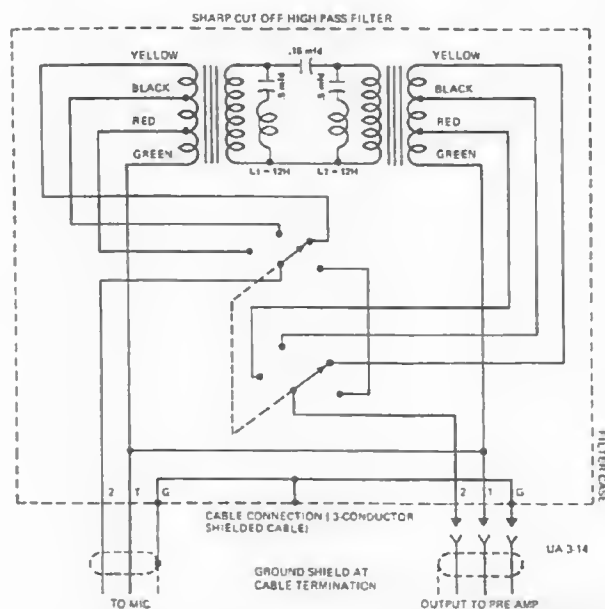 SHARP CUT OFF HIGH PASS FILTER
YELLOW
BLACK
RED
GREEN
.15 mfd
.5 mfd
.5 mfd
L1 = 12H
L1 = 12H
YELLOW
BLACK
RED
GREEN
FILTER CASE
2
1
G
CABLE CONNECTION (3-CONDUCTOR
SHIELDED CABLE)
2
1
G
UA 3-14
GROUND SHIELD AT
CABLE TERMINATION
TO MIC
OUTPUT TO PRE AMP